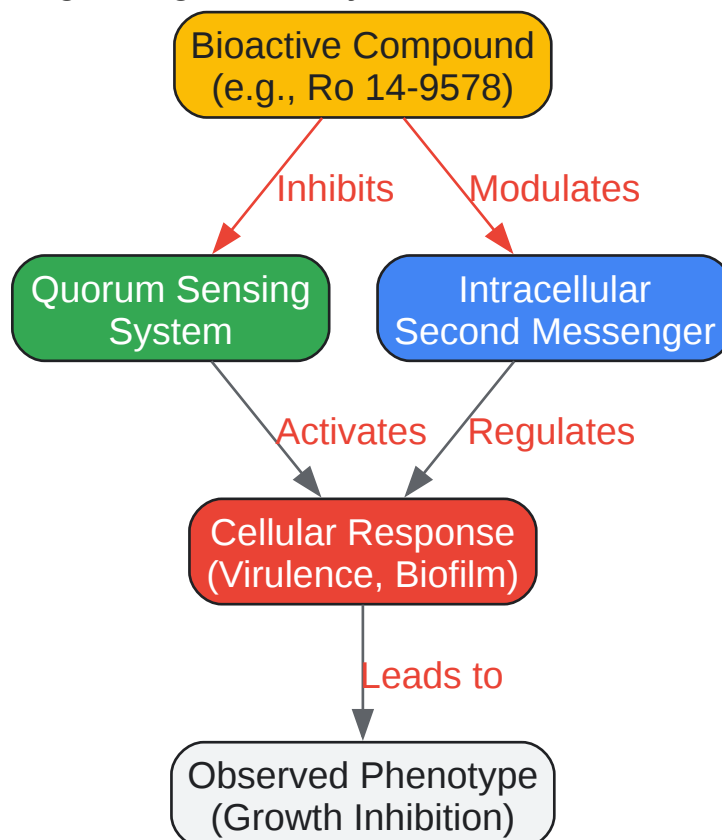 Bioactive Compound
(e.g., Ro 14-9578)
Inhibits
Modulates
Quorum Sensing
System
Intracellular
Second Messenger
Activates
Regulates
Cellular Response
(Virulence, Biofilm)
Leads to
Observed Phenotype
(Growth Inhibition)